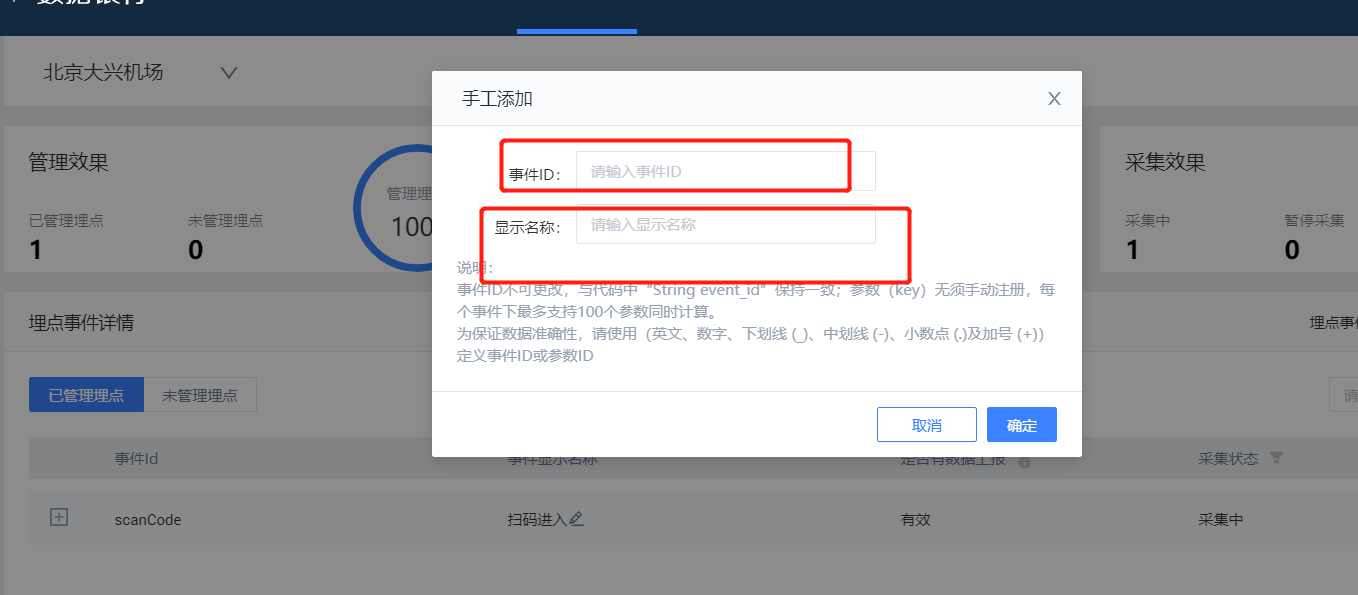 北京大兴机场
手工添加
X
管理效果
已管理埋点
未管理埋点
1
0
管理埋
100
事件ID：
请输入事件ID
显示名称：
请输入显示名称
说明：
事件ID不可更改，与代码中“String event_id”保持一致；参数（key）无须手动注册，每
个事件下最多支持100个参数同时计算。
为保证数据准确性，请使用（英文、数字、下划线 (_)、中划线 (-)、小数点 (.)及加号 (+)）
定义事件ID或参数ID
取消
确定
采集效果
采集中
暂停采集
1
0
埋点事件详情
埋点事件
已管理埋点
未管理埋点
请
事件Id
事件显示名称
是否有数据上报
采集状态
scanCode
扫码进入
有效
采集中